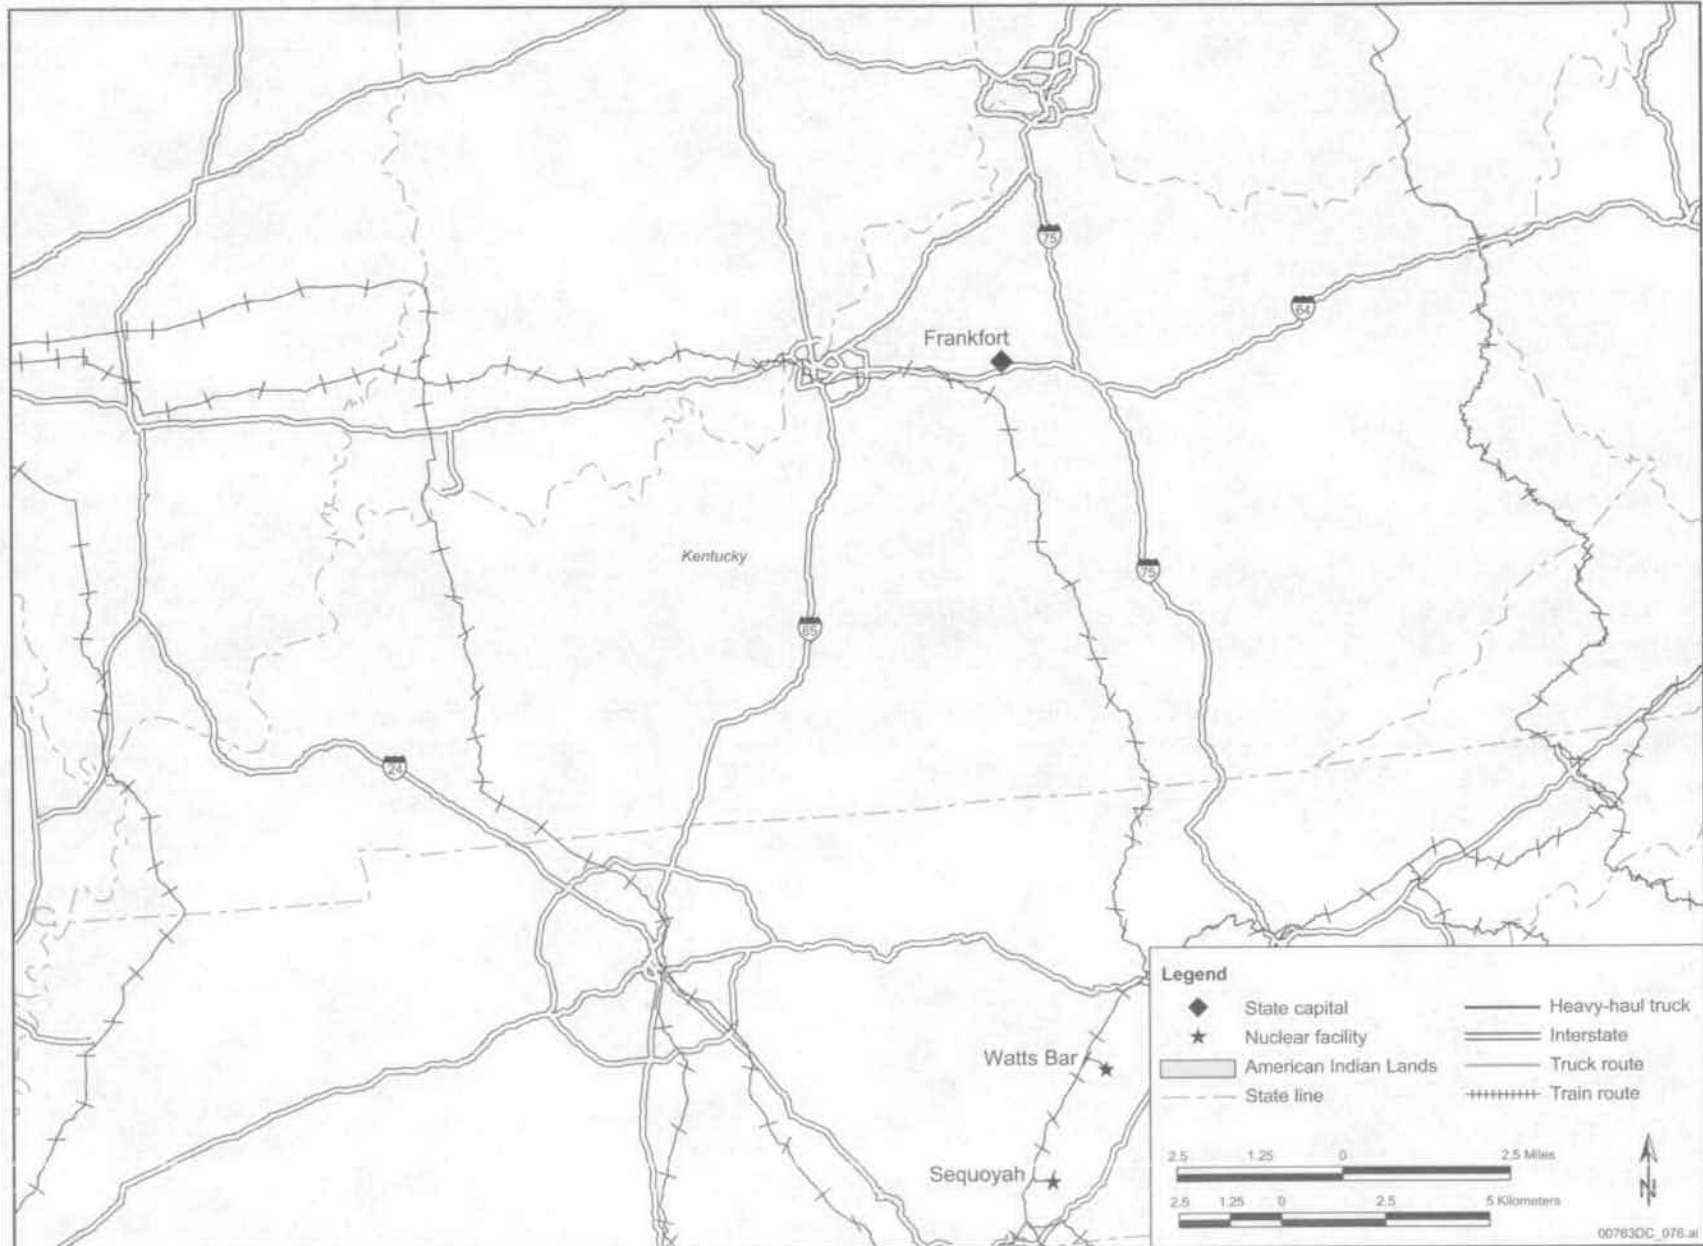 75
Frankfort
64
Kentucky
75
65
24
Watts Bar
Sequoyah
Legend
State capital
Nuclear facility
American Indian Lands
State line
Heavy-haul truck
Interstate
Truck route
Train route
2.5 1.25 0 2.5 Miles
2.5 1.25 0 2.5 5 Kilometers
N
00763DC_076.ai